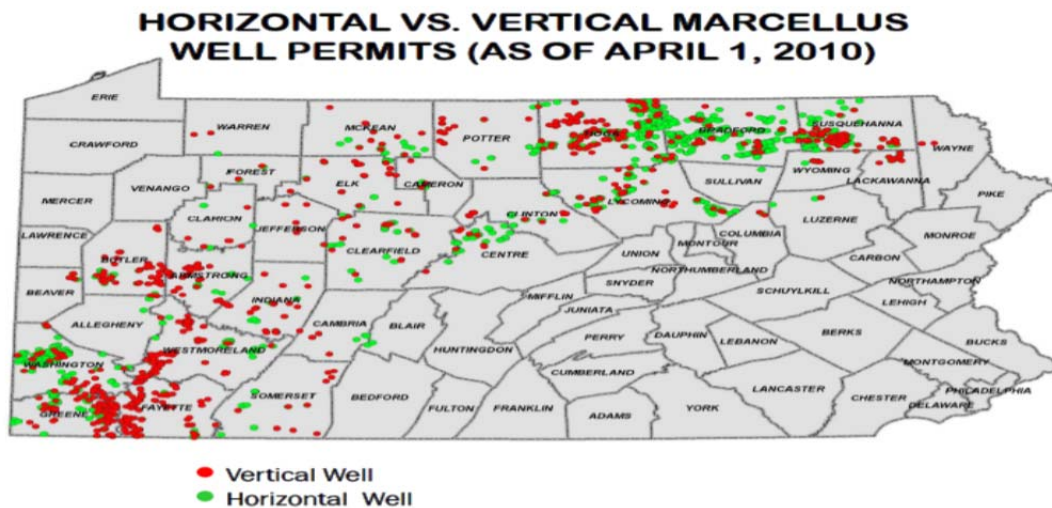 HORIZONTAL VS. VERTICAL MARCELLUS
WELL PERMITS (AS OF APRIL 1, 2010)
ERIE
WARREN
MCKEAN
POTTER
TIOGA
BRADFORD
SUSQUEHANNA
CRAWFORD
WAYNE
FOREST
ELK
CAMERON
SULLIVAN
WYOMING
LACKAWANNA
VENANGO
MERCER
PIKE
CLARION
JEFFERSON
CLINTON
LYCOMING
LUZERNE
LAWRENCE
CLEARFIELD
CENTRE
COLUMBIA
MONTOUR
UNION
MONROE
BUTLER
ARMSTRONG
NORTHUMBERLAND
CARBON
BEAVER
SNYDER
SCHUYLKILL
NORTHAMPTON
INDIANA
MIFFLIN
LEHIGH
ALLEGHENY
CAMBRIA
BLAIR
JUNIATA
PERRY
DAUPHIN
LEBANON
BERKS
BUCKS
WESTMORELAND
HUNTINGDON
WASHINGTON
CUMBERLAND
MONTGOMERY
SOMERSET
BEDFORD
LANCASTER
CHESTER
PHILADELPHIA
DELAWARE
GREENE
FAYETTE
FULTON
FRANKLIN
ADAMS
YORK
Vertical Well
Horizontal Well